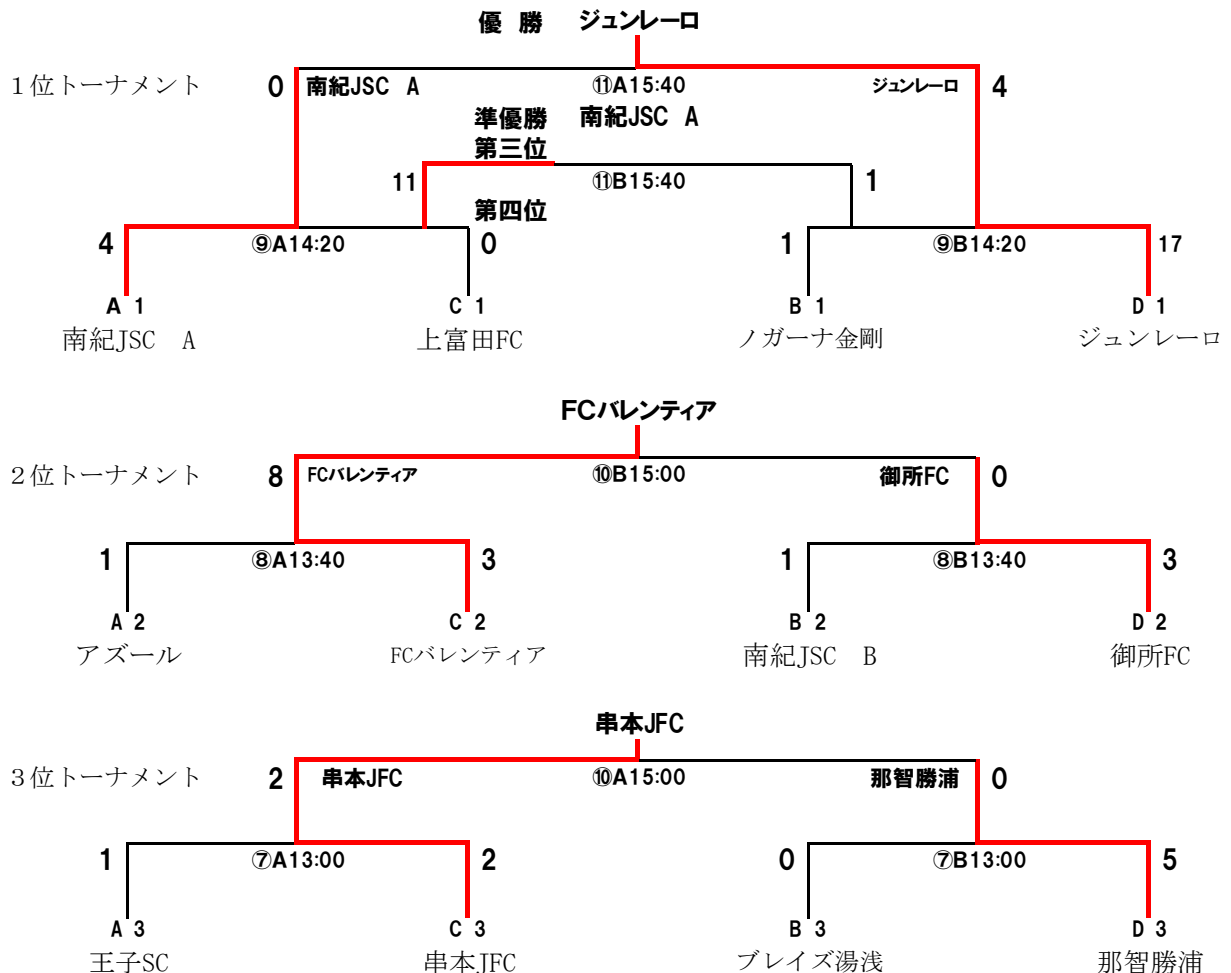 優 勝 ジュンレーロ
1位トーナメント 0 南紀JSC A ⑪A15:40 ジュンレーロ 4
準優勝 南紀JSC A
第三位
11 ⑪B15:40 1
第四位
4 ⑨A14:20 0 1 ⑨B14:20 17
A 1 C 1 B 1 D 1
南紀JSC A 上富田FC ノガーナ金剛 ジュンレーロ
FCバレンティア
2位トーナメント 8 FCバレンティア ⑩B15:00 御所FC 0
1 ⑧A13:40 3 1 ⑧B13:40 3
A 2 C 2 B 2 D 2
アズール FCバレンティア 南紀JSC B 御所FC
串本JFC
3位トーナメント 2 串本JFC ⑩A15:00 那智勝浦 0
1 ⑦A13:00 2 0 ⑦B13:00 5
A 3 C 3 B 3 D 3
王子SC 串本JFC ブレイズ湯浅 那智勝浦